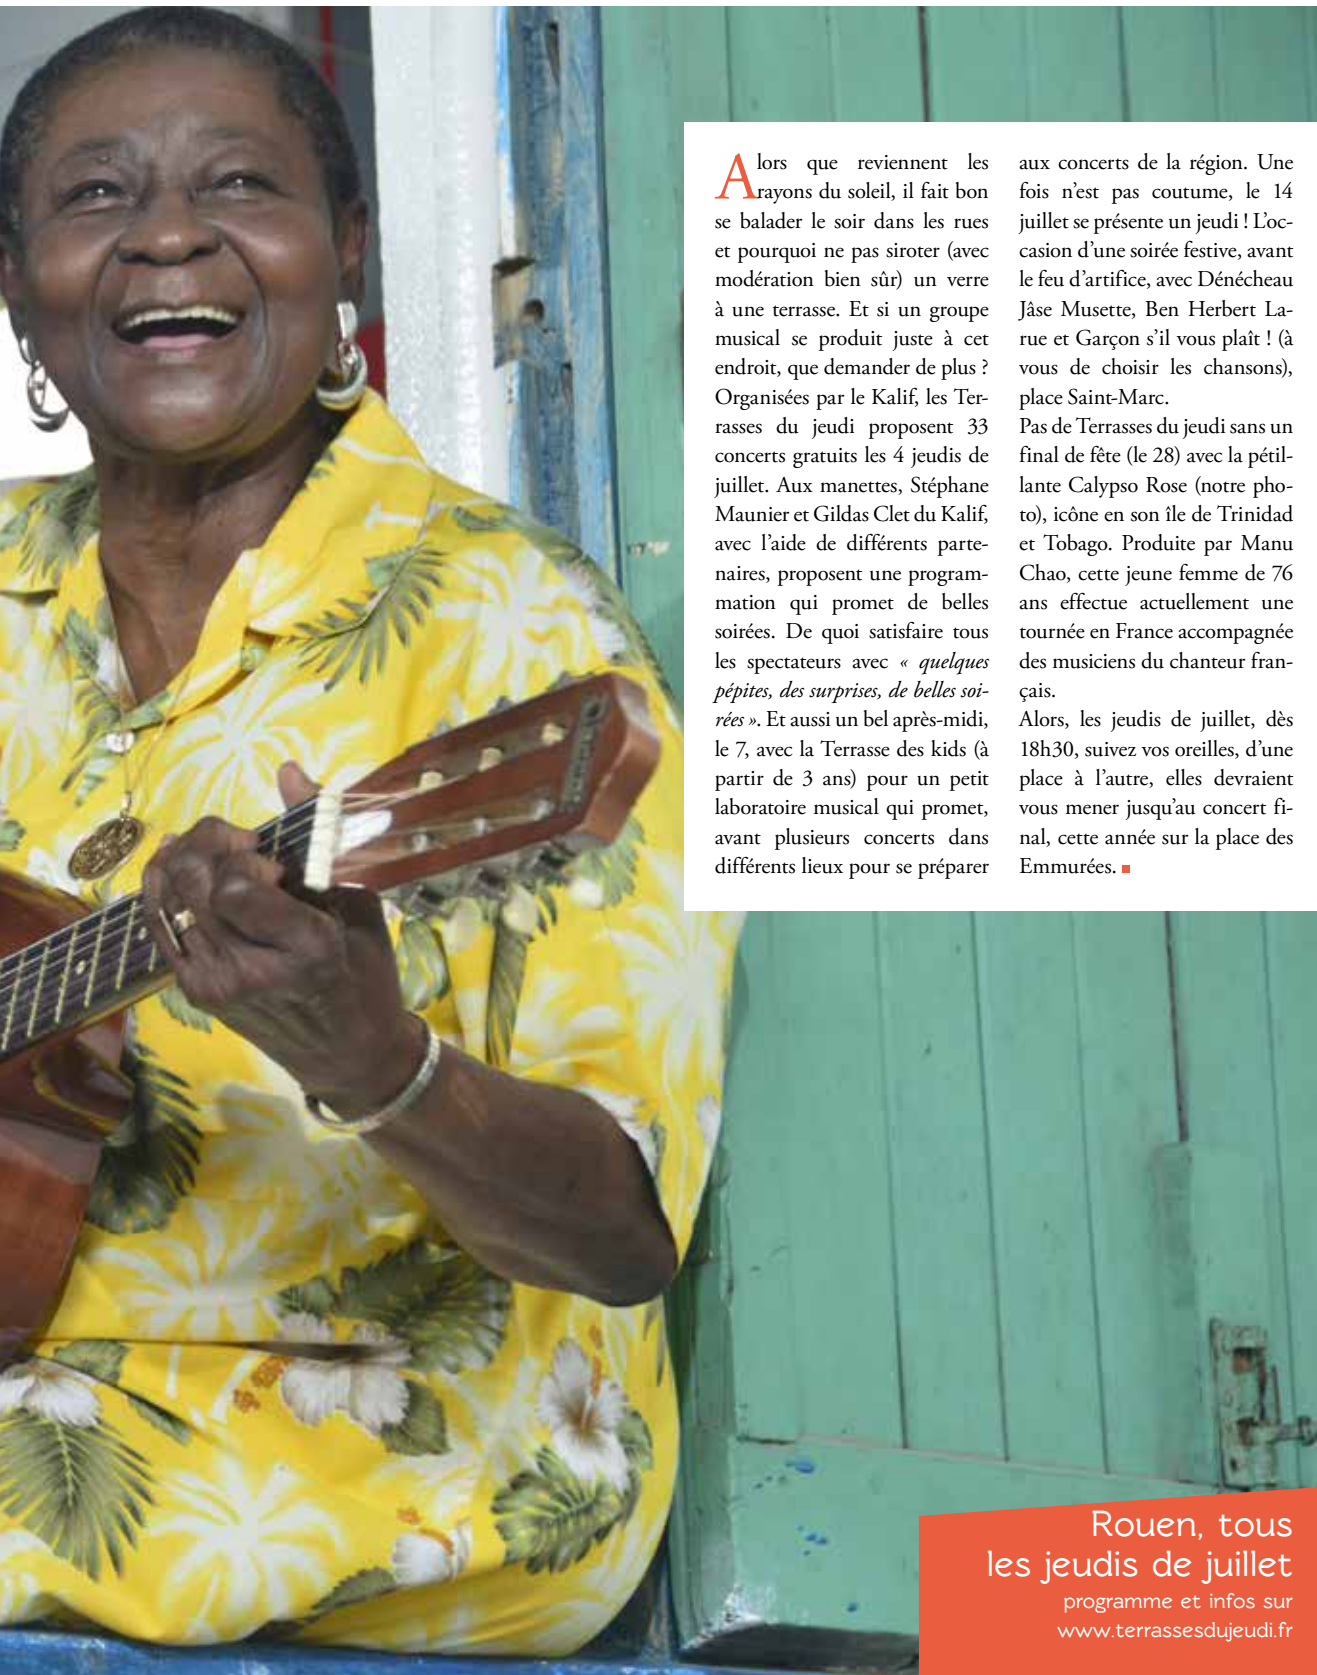 Alors que reviennent les
rayons du soleil, il fait bon
se balader le soir dans les rues
et pourquoi ne pas siroter (avec
modération bien sûr) un verre
à une terrasse. Et si un groupe
musical se produit juste à cet
endroit, que demander de plus ?
Organisées par le Kalif, les Ter-
rasses du jeudi proposent 33
concerts gratuits les 4 jeudis de
juillet. Aux manettes, Stéphane
Maunier et Gildas Clet du Kalif,
avec l'aide de différents parte-
naires, proposent une program-
mation qui promet de belles
soirées. De quoi satisfaire tous
les spectateurs avec « quelques
pépites, des surprises, de belles soi-
rées ». Et aussi un bel après-midi,
le 7, avec la Terrasse des kids (à
partir de 3 ans) pour un petit
laboratoire musical qui promet,
avant plusieurs concerts dans
différents lieux pour se préparer
aux concerts de la région. Une
fois n'est pas coutume, le 14
juillet se présente un jeudi ! L'oc-
casion d'une soirée festive, avant
le feu d'artifice, avec Dénécheau
Jâse Musette, Ben Herbert La-
rue et Garçon s'il vous plaît ! (à
vous de choisir les chansons),
place Saint-Marc.
Pas de Terrasses du jeudi sans un
final de fête (le 28) avec la pétil-
lante Calypso Rose (notre pho-
to), icône en son île de Trinidad
et Tobago. Produite par Manu
Chao, cette jeune femme de 76
ans effectue actuellement une
tournée en France accompagnée
des musiciens du chanteur fran-
çais.
Alors, les jeudis de juillet, dès
18h30, suivez vos oreilles, d'une
place à l'autre, elles devraient
vous mener jusqu'au concert fi-
nal, cette année sur la place des
Emmurées.
Rouen, tous
les jeudis de juillet
programme et infos sur
www.terrassesdujeudi.fr